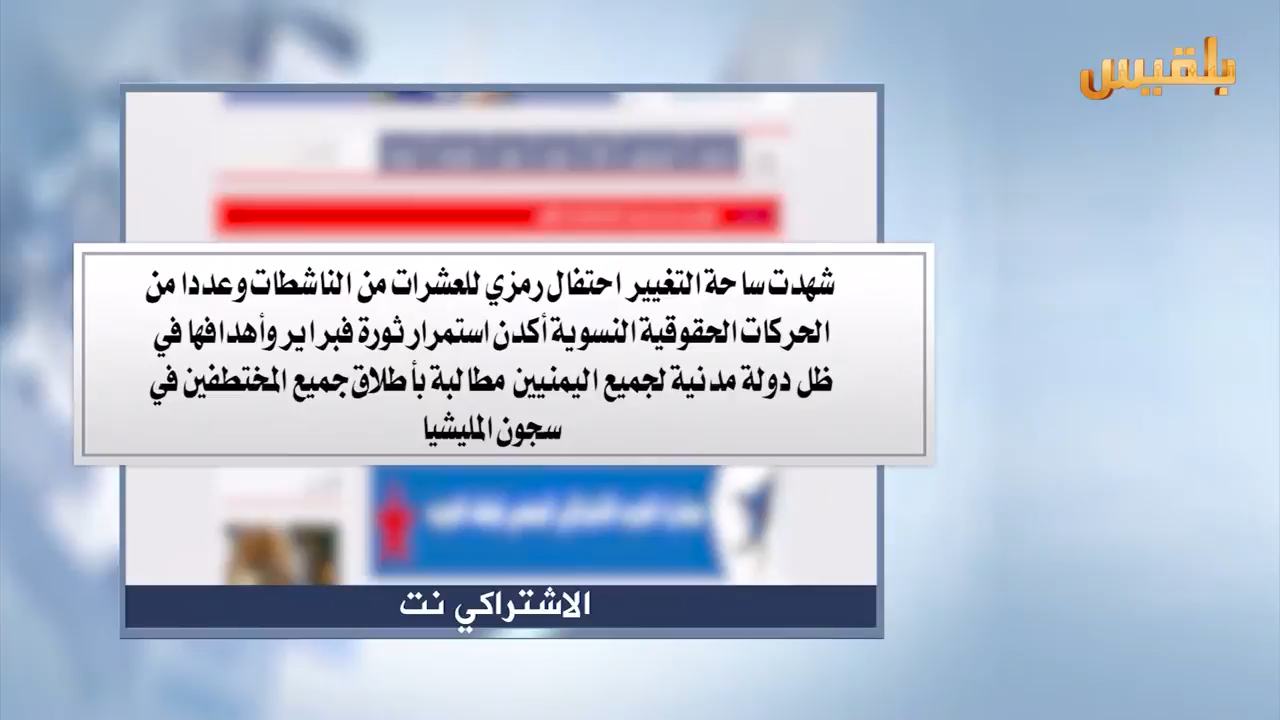 بلقيس
شهدت ساحة التغيير احتفال رمزي للعشرات من الناشطات وعددا من
الحركات الحقوقية النسوية أكدن استمرار ثورة فبراير وأهدافها في
ظل دولة مدنية لجميع اليمنيين مطالبة بأطلاق جميع المختطفين في
سجون المليشيا
الاشتراكي نت